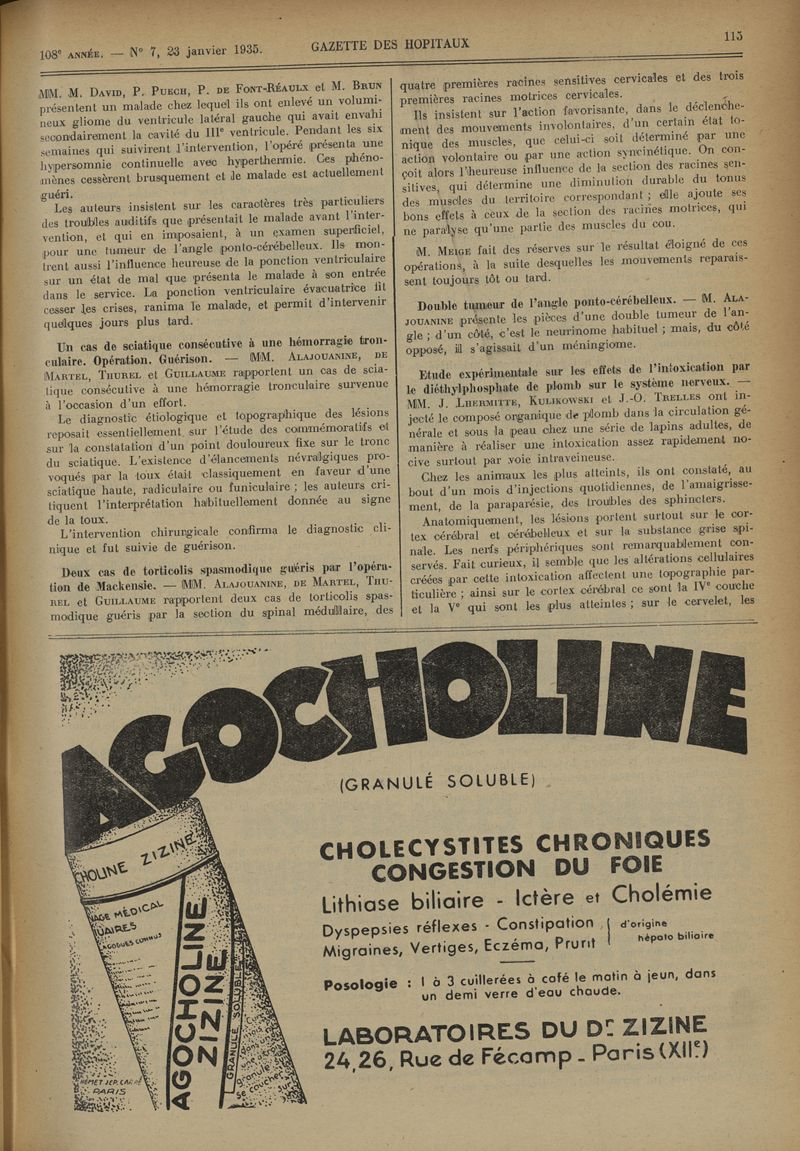 108e ANNÉE. — N° 7, 23 janvier 1935.
GAZETTE DES HOPITAUX
115
MM. M. DAVID, P. PUECH, P. DE FONT-RÉAULX et M. BRUN
présentent un malade chez lequel ils ont enlevé un volumi-
neux gliome du ventricule latéral gauche qui avait envahi
secondairement la cavité du IIIe ventricule. Pendant les six
semaines qui suivirent l'intervention, l'opéré présenta une
hypersomnie continuelle avec hyperthermie. Ces phéno-
mènes cessèrent brusquement et le malade est actuellement
guéri.
Les auteurs insistent sur les caractères très particuliers
des troubles auditifs que présentait le malade avant l'inter-
vention, et qui en imposaient, à un examen superficiel,
pour une tumeur de l'angle ponto-cérébelleux. Ils mon-
trent aussi l'influence heureuse de la ponction ventriculaire
sur un état de mal que présenta le malade à son entrée
dans le service. La ponction ventriculaire évacuatrice fit
cesser les crises, ranima le malade, et permit d'intervenir
quelques jours plus tard.
Un cas de sciatique consécutive à une hémorragie tron-
culaire. Opération. Guérison. — MM. ALAJOUANINE, DE
MARTEL, THUREL et GUILLAUME rapportent un cas de scia-
tique consécutive à une hémorragie tronculaire survenue
à l'occasion d'un effort.
Le diagnostic étiologique et topographique des lésions
reposait essentiellement sur l'étude des commémoratifs et
sur la constatation d'un point douloureux fixe sur le tronc
du sciatique. L'existence d'élancements névralgiques pro-
voqués par la toux était classiquement en faveur d'une
sciatique haute, radiculaire ou funiculaire ; les auteurs cri-
tiquent l'interprétation habituellement donnée au signe
de la toux.
L'intervention chirurgicale confirma le diagnostic cli-
nique et fut suivie de guérison.
Deux cas de torticolis spasmodique guéris par l'opéra-
tion de Mackensie. — MM. ALAJOUANINE, DE MARTEL, THU-
REL et GUILLAUME rapportent deux cas de torticolis spas-
modique guéris par la section du spinal médullaire, des
quatre premières racines sensitives cervicales et des trois
premières racines motrices cervicales.
Ils insistent sur l'action favorisante, dans le déclenche-
ment des mouvements involontaires, d'un certain état to-
nique des muscles, que celui-ci soit déterminé par une
action volontaire ou par une action syncinétique. On con-
çoit alors l'heureuse influence de la section des racines sen-
sitives, qui détermine une diminution durable du tonus
des muscles du territoire correspondant ; elle ajoute ses
bons effets à ceux de la section des racines motrices, qui
ne paralyse qu'une partie des muscles du cou.
M. MEIGE fait des réserves sur le résultat éloigné de ces
opérations, à la suite desquelles les mouvements reparais-
sent toujours tôt ou tard.
Double tumeur de l'angle ponto-cérébelleux. — M. ALA-
JOUANINE présente les pièces d'une double tumeur de l'an-
gle ; d'un côté, c'est le neurinome habituel ; mais, du côté
opposé, il s'agissait d'un méningiome.
Etude expérimentale sur les effets de l'intoxication par
le diéthylphosphate de plomb sur le système nerveux. —
MM. J. LHERMITTE, KULIKOWSKI et J.-O. TRELLES ont in-
jecté le composé organique de plomb dans la circulation gé-
nérale et sous la peau chez une série de lapins adultes, de
manière à réaliser une intoxication assez rapidement no-
cive surtout par voie intraveineuse.
Chez les animaux les plus atteints, ils ont constaté, au
bout d'un mois d'injections quotidiennes, de l'amaigrisse-
ment, de la paraparésie, des troubles des sphincters.
Anatomiquement, les lésions portent surtout sur le cor-
tex cérébral et cérébelleux et sur la substance grise spi-
nale. Les nerfs périphériques sont remarquablement con-
servés. Fait curieux, il semble que les altérations cellulaires
créées par cette intoxication affectent une topographie par-
ticulière ; ainsi sur le cortex cérébral ce sont la IVe couche
et la Ve qui sont les plus atteintes ; sur le cervelet, les
AGOCHOLINE
(GRANULÉ SOLUBLE)
CHOLINE ZIZINE
AGE MÉDICAL
AGOCHOLINE
ZIZINE
GRANULÉ SOLUBLE
PARIS
CHOLECYSTITES CHRONIQUES
CONGESTION DU FOIE
Lithiase biliaire - Ictère et Cholémie
Dyspepsies réflexes - Constipation
Migraines, Vertiges, Eczéma, Prurit
d'origine
hépato biliaire
Posologie : 1 à 3 cuillerées à café le matin à jeun, dans
un demi verre d'eau chaude.
LABORATOIRES DU Dr ZIZINE
24,26, Rue de Fécamp - Paris (XIIe)